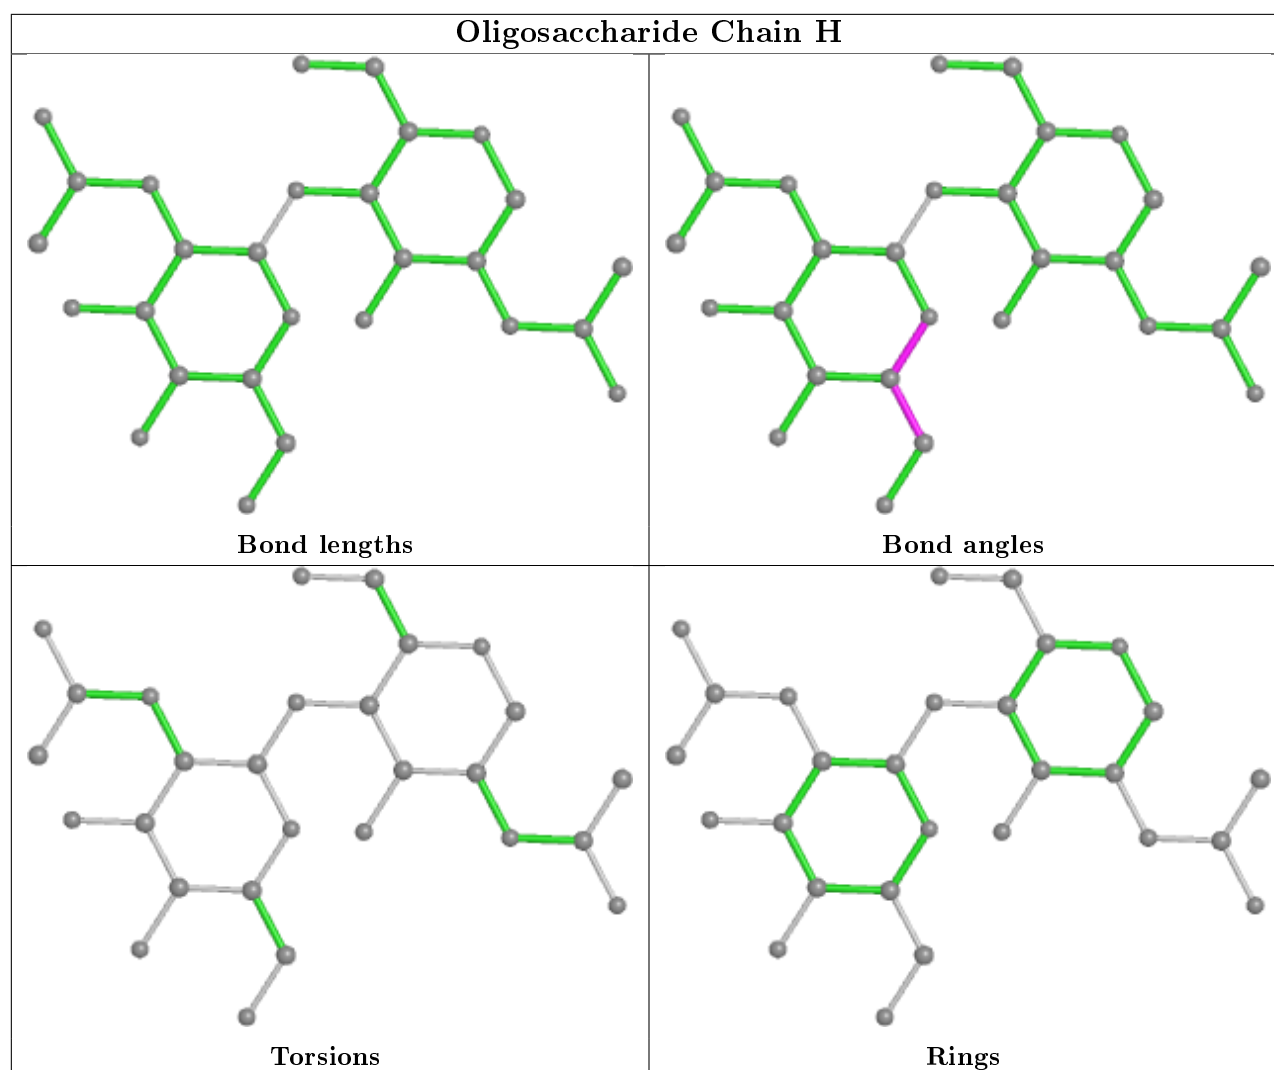 Oligosaccharide Chain H
Bond lengths
Bond angles
Torsions
Rings